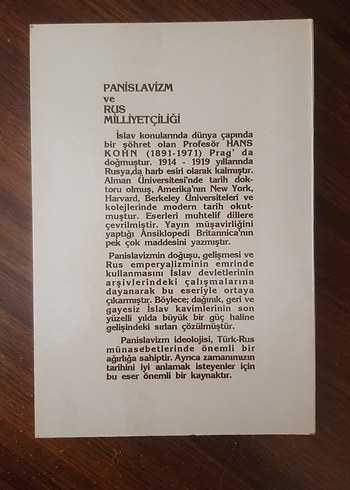 PANİSLAVİZM
ve
RUS
MİLLİYETÇİLİĞİ
İslav konularında dünya çapında
bir şöhret olan Profesör HANS
KOHN (1891-1971) Prag' da
doğmuştur. 1914 - 1919 yıllarında
Rusya,da harb esiri olarak kalmıştır.
Alman Üniversitesi'nde tarih dok-
toru olmuş, Amerika'nın New York,
Harvard, Berkeley Üniversiteleri ve
kolejlerinde modern tarih okut-
muştur. Eserleri muhtelif dillere
çevrilmiştir. Yayın müşavirliğini
yaptığı Ansiklopedi Britannica'nın
pek çok maddesini yazmıştır.
Panislavizmin doğuşu, gelişmesi ve
Rus emperyalizminin emrinde
kullanmasını İslav devletlerinin
arşivlerindeki çalışmalarına
dayanarak bu eseriyle ortaya
çıkarmıştır. Böylece; dağınık, geri ve
gayesiz İslav kavimlerinin son
yüzelli yılda büyük bir güç haline
gelişindeki sırları çözülmüştür.
Panislavizm ideolojisi, Türk-Rus
münasebetlerinde önemli bir
ağırlığa sahiptir. Ayrıca zamanımızın
tarihini iyi anlamak isteyenler için
bu eser önemli bir kaynaktır.